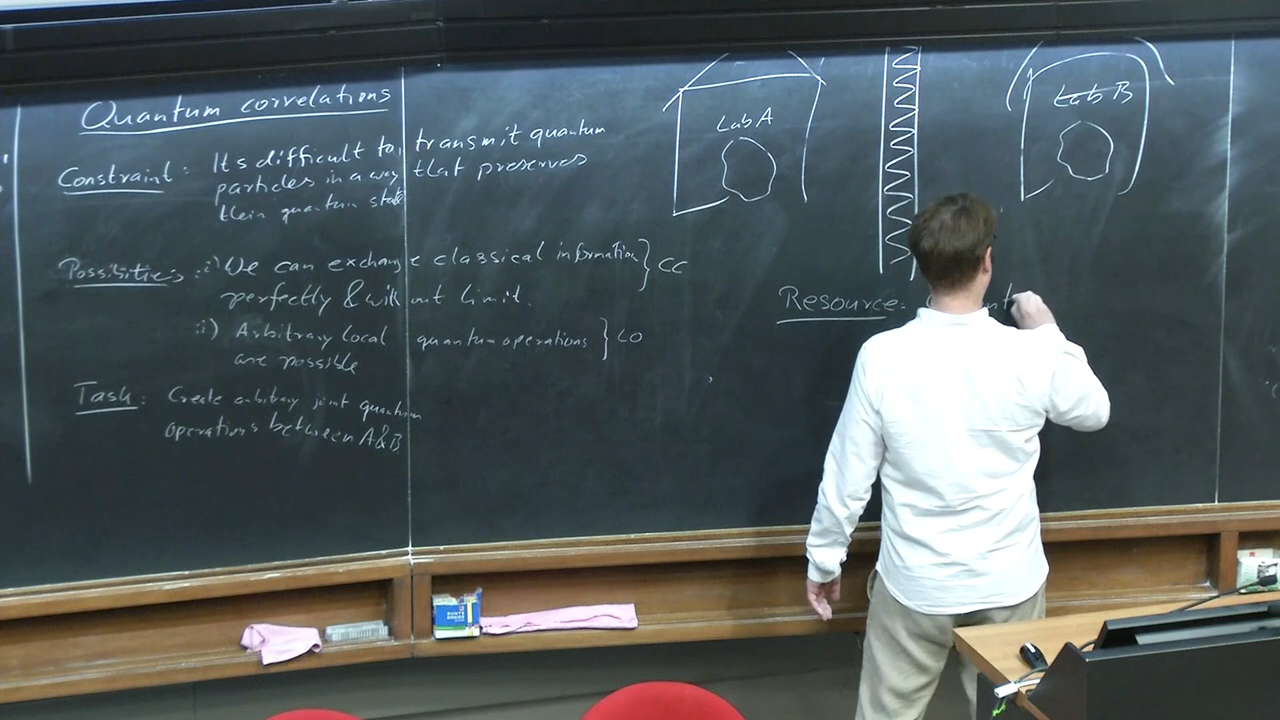 Quantum correlations
Constraint: It's difficult to transmit quantum
particles in a way that preserves
their quantum state
Possibilities: i) We can exchange classical information } CC
perfectly & without limit.
ii) Arbitrary local quantum operations } LO
are possible
Task: Create arbitrary joint quantum
operations between A&B
Lab A
Lab B
Resource: